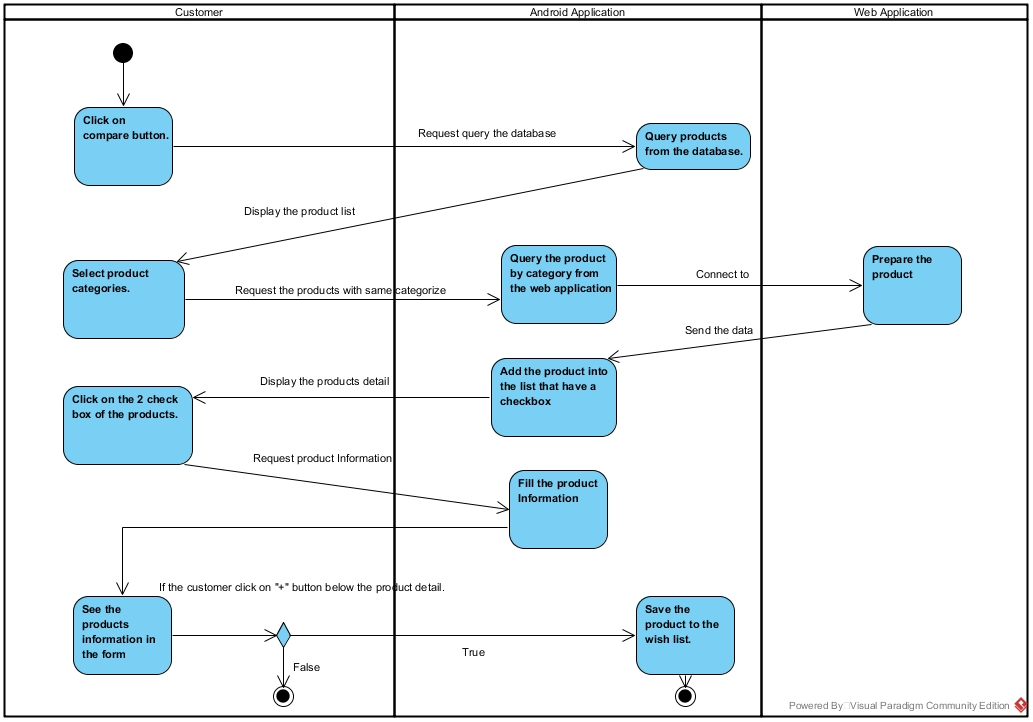 Customer
Android Application
Web Application
Click on
compare button.
Request query the database
Query products
from the database.
Display the product list
Select product
categories.
Request the products with same categorize
Query the product
by category from
the web application
Connect to
Prepare the
product
Send the data
Add the product into
the list that have a
checkbox
Display the products detail
Click on the 2 check
box of the products.
Request product Information
Fill the product
Information
If the customer click on "+" button below the product detail.
See the
products
information in
the form
True
False
Save the
product to the
wish list.
Powered By Visual Paradigm Community Edition